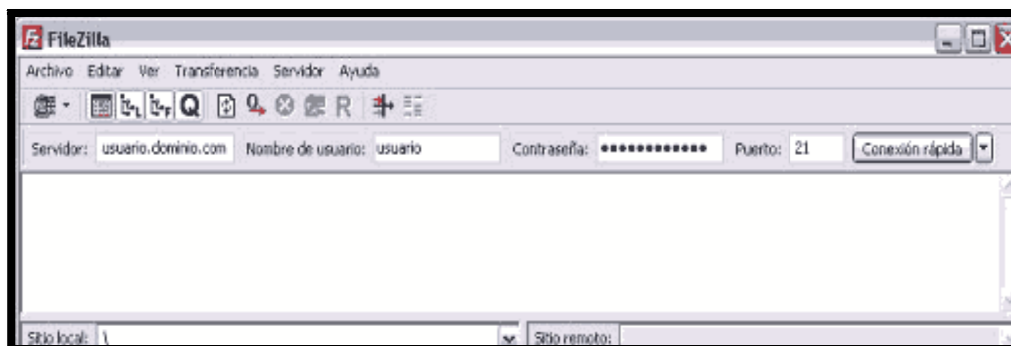 FileZilla
Archivo Editar Ver Transferencia Servidor Ayuda
Servidor: usuario.dominio.com Nombre de usuario: usuario Contraseña: •••••••••••• Puerto: 21 Conexión rápida
Sitio local: \ Sitio remoto: